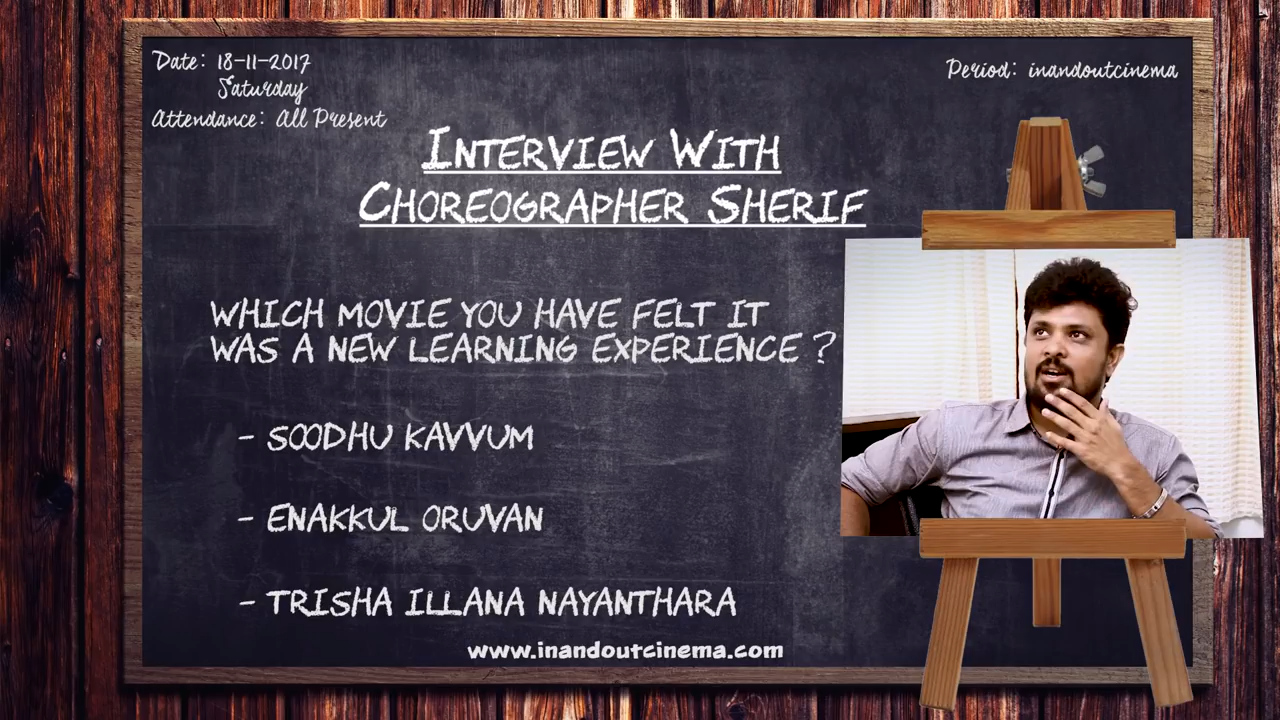 Date: 18-11-2017
Saturday
Attendance: All Present
Period: inandoutcinema
INTERVIEW WITH
CHOREOGRAPHER SHERIF
WHICH MOVIE YOU HAVE FELT IT
WAS A NEW LEARNING EXPERIENCE ?
- SOODHU KAVVUM
- ENAKKUL ORUVAN
- TRISHA ILLANA NAYANTHARA
www.inandoutcinema.com